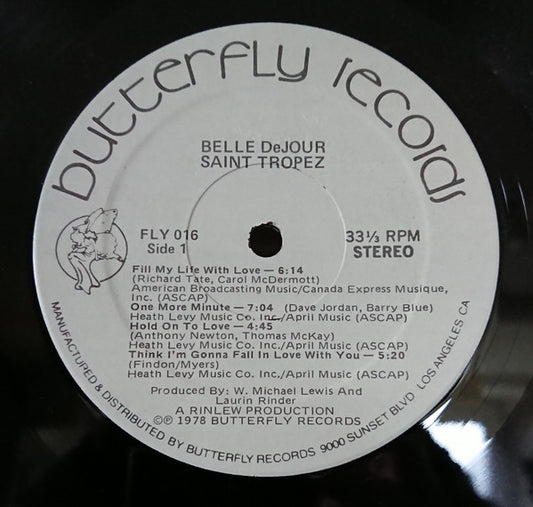 butterfly records
BELLE DeJOUR
SAINT TROPEZ
FLY 016
Side 1
33⅓ RPM
STEREO
Fill My Life With Love — 6:14
(Richard Tate, Carol McDermott)
American Broadcasting Music/Canada Express Musique,
Inc. (ASCAP)
One More Minute — 7:04 (Dave Jordan, Barry Blue)
Heath Levy Music Co. Inc./April Music (ASCAP)
Hold On To Love — 4:45
(Anthony Newton, Thomas McKay)
Heath Levy Music Co. Inc./April Music (ASCAP)
Think I'm Gonna Fall In Love With You — 5:20
(Findon/Myers)
Heath Levy Music Co. Inc./April Music (ASCAP)
Produced By: W. Michael Lewis And
Laurin Rinder
A RINLEW PRODUCTION
©℗ 1978 BUTTERFLY RECORDS
MANUFACTURED & DISTRIBUTED BY BUTTERFLY RECORDS 9000 SUNSET BLVD LOS ANGELES CA